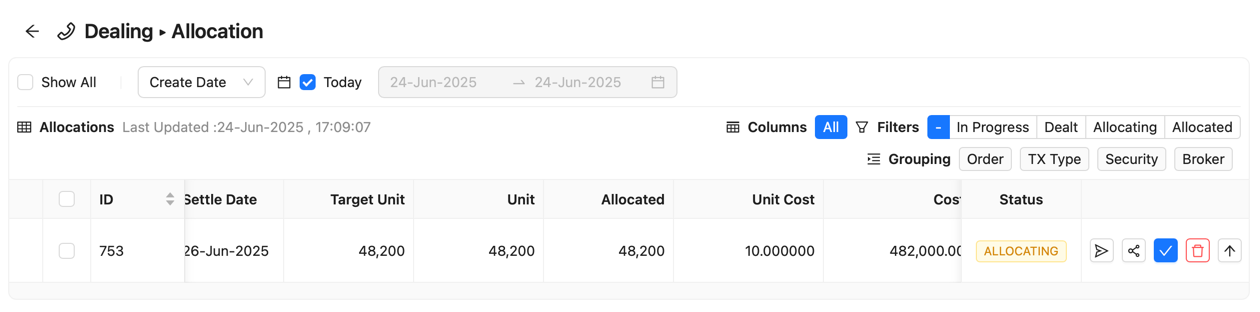 Dealing ▸ Allocation
Show All Create Date Today 24-Jun-2025 → 24-Jun-2025
Allocations Last Updated :24-Jun-2025 , 17:09:07 Columns All Filters - In Progress Dealt Allocating Allocated
Grouping Order TX Type Security Broker
ID Settle Date Target Unit Unit Allocated Unit Cost Cost Status
753 26-Jun-2025 48,200 48,200 48,200 10.000000 482,000.00 ALLOCATING